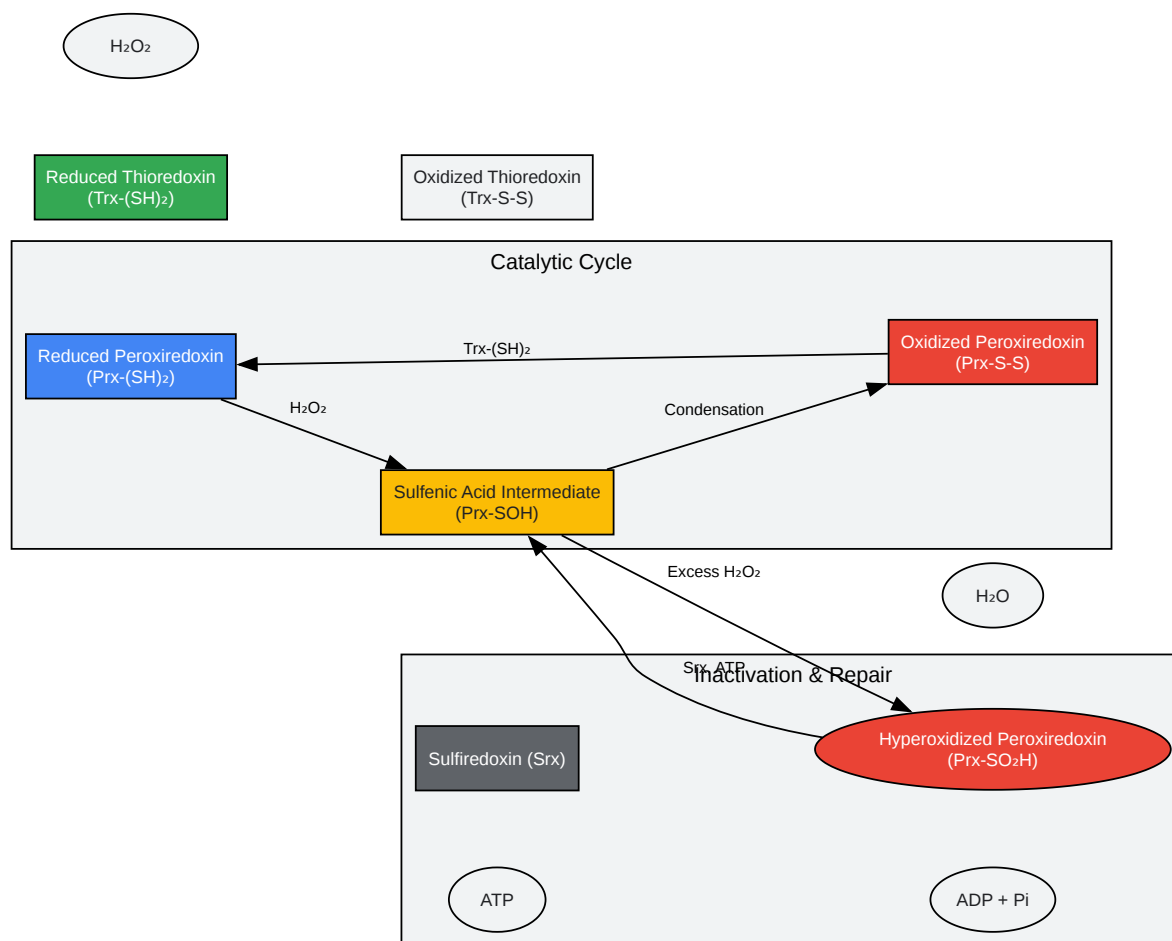 H₂O₂
Reduced Thioredoxin
(Trx-(SH)₂)
Oxidized Thioredoxin
(Trx-S-S)
Catalytic Cycle
Reduced Peroxiredoxin
(Prx-(SH)₂)
Trx-(SH)₂
Oxidized Peroxiredoxin
(Prx-S-S)
H₂O₂
Condensation
Sulfenic Acid Intermediate
(Prx-SOH)
Excess H₂O₂
H₂O
Srx, ATP
Inactivation & Repair
Sulfiredoxin (Srx)
Hyperoxidized Peroxiredoxin
(Prx-SO₂H)
ATP
ADP + Pi